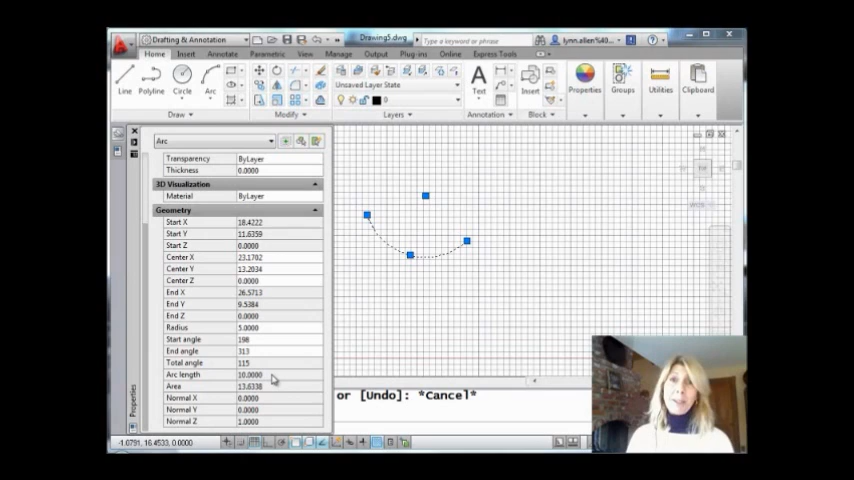 Drafting & Annotation
Drawing5.dwg
Type a keyword or phrase
lynn.allen%40...
Home Insert Annotate Parametric View Manage Output Plug-ins Express Tools
Unsaved Layer State
Line Polyline Circle Arc
0
Text
Insert
Properties Groups Utilities Clipboard
Draw Modify Layers Annotation Block
Arc
Transparency ByLayer
Thickness 0.0000
3D Visualization
Material ByLayer
Geometry
Start X 18.4222
Start Y 11.6359
Start Z 0.0000
Center X 23.1702
Center Y 13.2034
Center Z 0.0000
End X 26.5713
End Y 9.5384
End Z 0.0000
Radius 5.0000
Start angle 198
End angle 313
Total angle 115
Arc length 10.0000
Area 13.6338
Normal X 0.0000
Normal Y 0.0000
Normal Z 1.0000
Properties
WCS
or [Undo]: *Cancel*
-1.0791, 16.4533, 0.0000